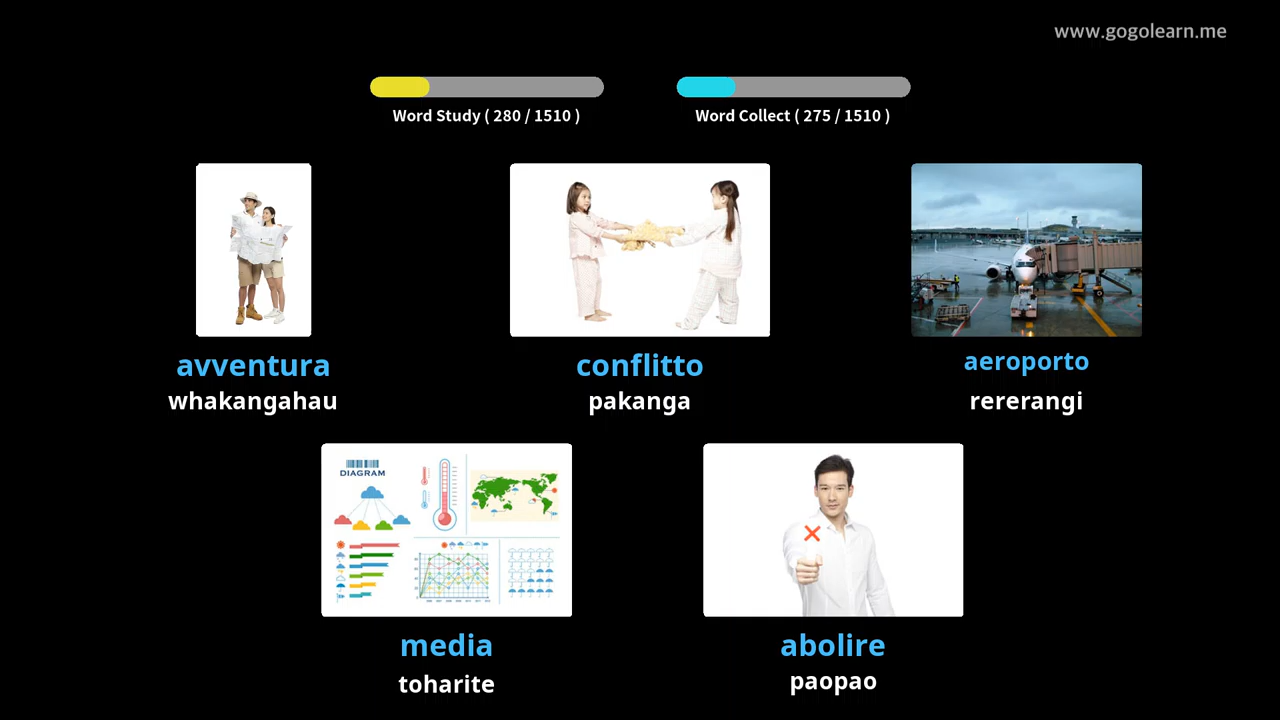 www.gogolearn.me
Word Study ( 280 / 1510 )
Word Collect ( 275 / 1510 )
avventura
whakangahau
conflitto
pakanga
aeroporto
rererangi
DIAGRAM
media
toharite
abolire
paopao